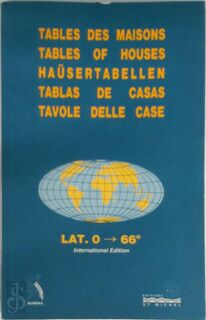 TABLES DES MAISONS
TABLES OF HOUSES
HAÜSERTABELLEN
TABLAS DE CASAS
TAVOLE DELLE CASE
LAT. 0 → 66°
International Edition
AUREAS
EDITIONS
ST MICHEL